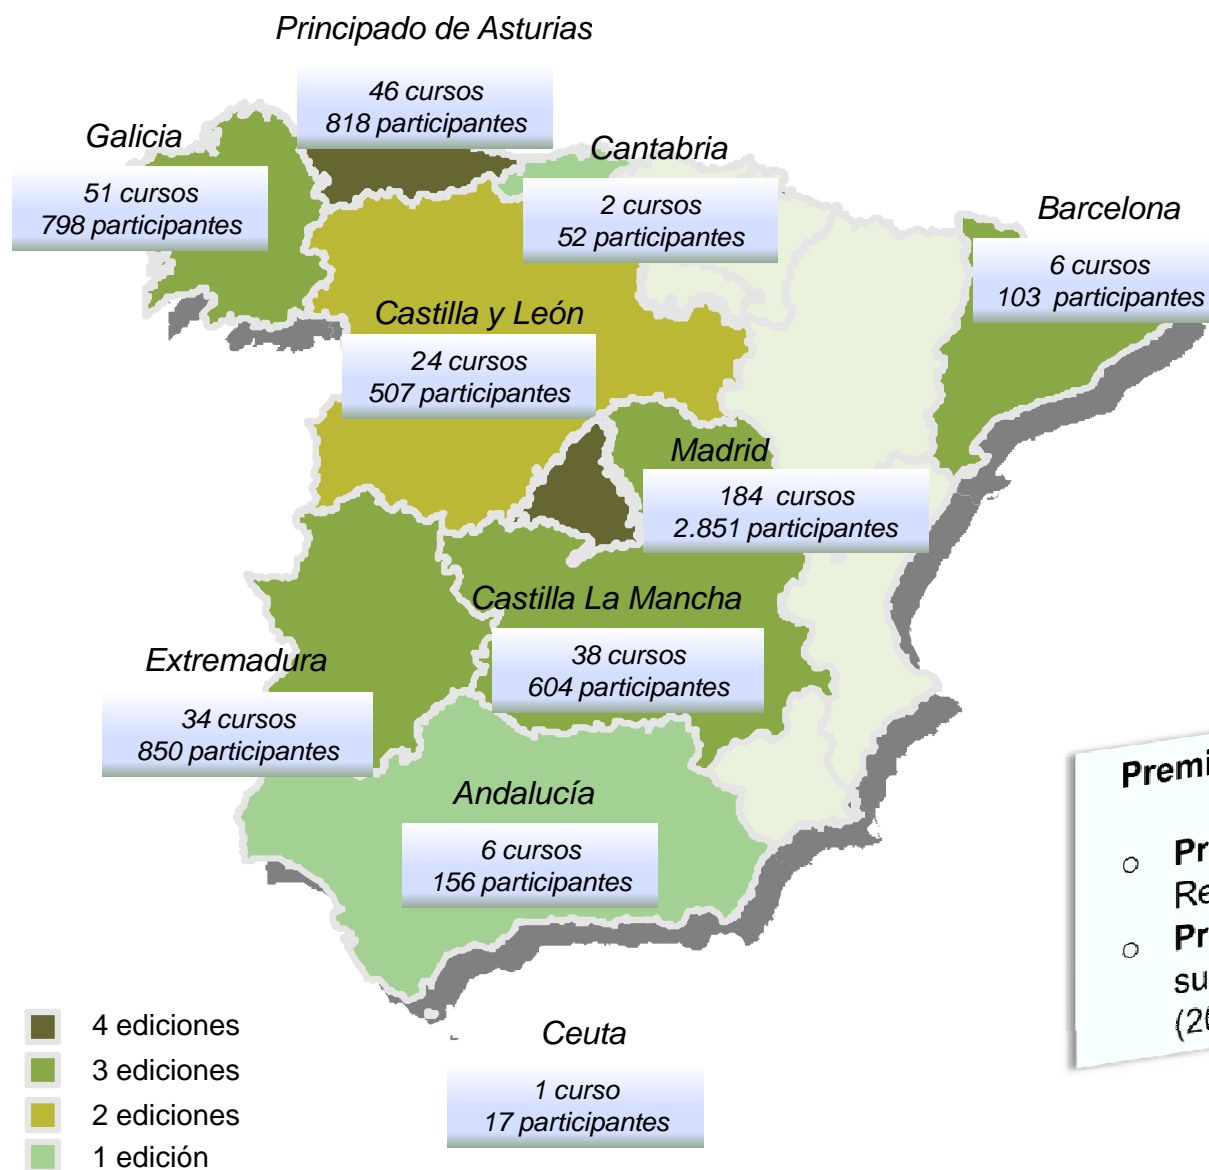 Principado de Asturias
46 cursos
818 participantes
Galicia
51 cursos
798 participantes
Cantabria
2 cursos
52 participantes
Barcelona
6 cursos
103 participantes
Castilla y León
24 cursos
507 participantes
Madrid
184 cursos
2.851 participantes
Castilla La Mancha
38 cursos
604 participantes
Extremadura
34 cursos
850 participantes
Andalucía
6 cursos
156 participantes
Ceuta
1 curso
17 participantes
4 ediciones
3 ediciones
2 ediciones
1 edición